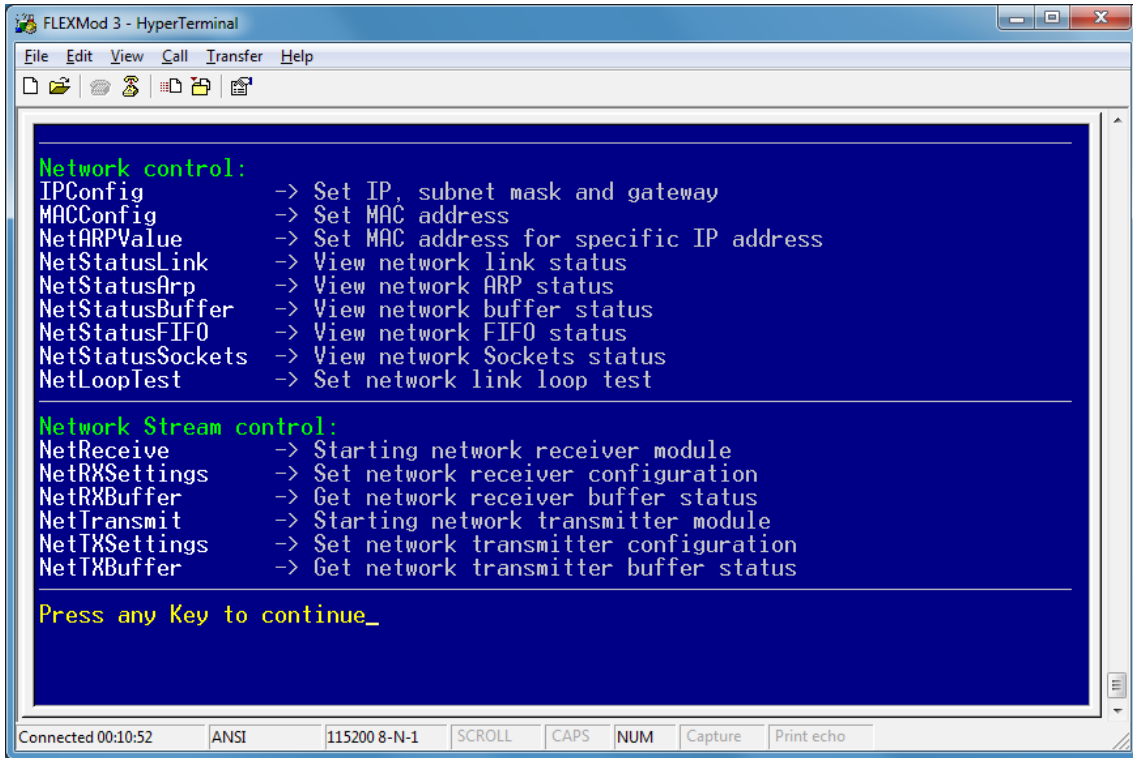 FLEXMod 3 - HyperTerminal
File Edit View Call Transfer Help
Network control:
IPConfig -> Set IP, subnet mask and gateway
MACConfig -> Set MAC address
NetARPValue -> Set MAC address for specific IP address
NetStatusLink -> View network link status
NetStatusArp -> View network ARP status
NetStatusBuffer -> View network buffer status
NetStatusFIFO -> View network FIFO status
NetStatusSockets -> View network Sockets status
NetLoopTest -> Set network link loop test
Network Stream control:
NetReceive -> Starting network receiver module
NetRXSettings -> Set network receiver configuration
NetRXBuffer -> Get network receiver buffer status
NetTransmit -> Starting network transmitter module
NetTXSettings -> Set network transmitter configuration
NetTXBuffer -> Get network transmitter buffer status
Press any Key to continue_
Connected 00:10:52 ANSI 115200 8-N-1 SCROLL CAPS NUM Capture Print echo